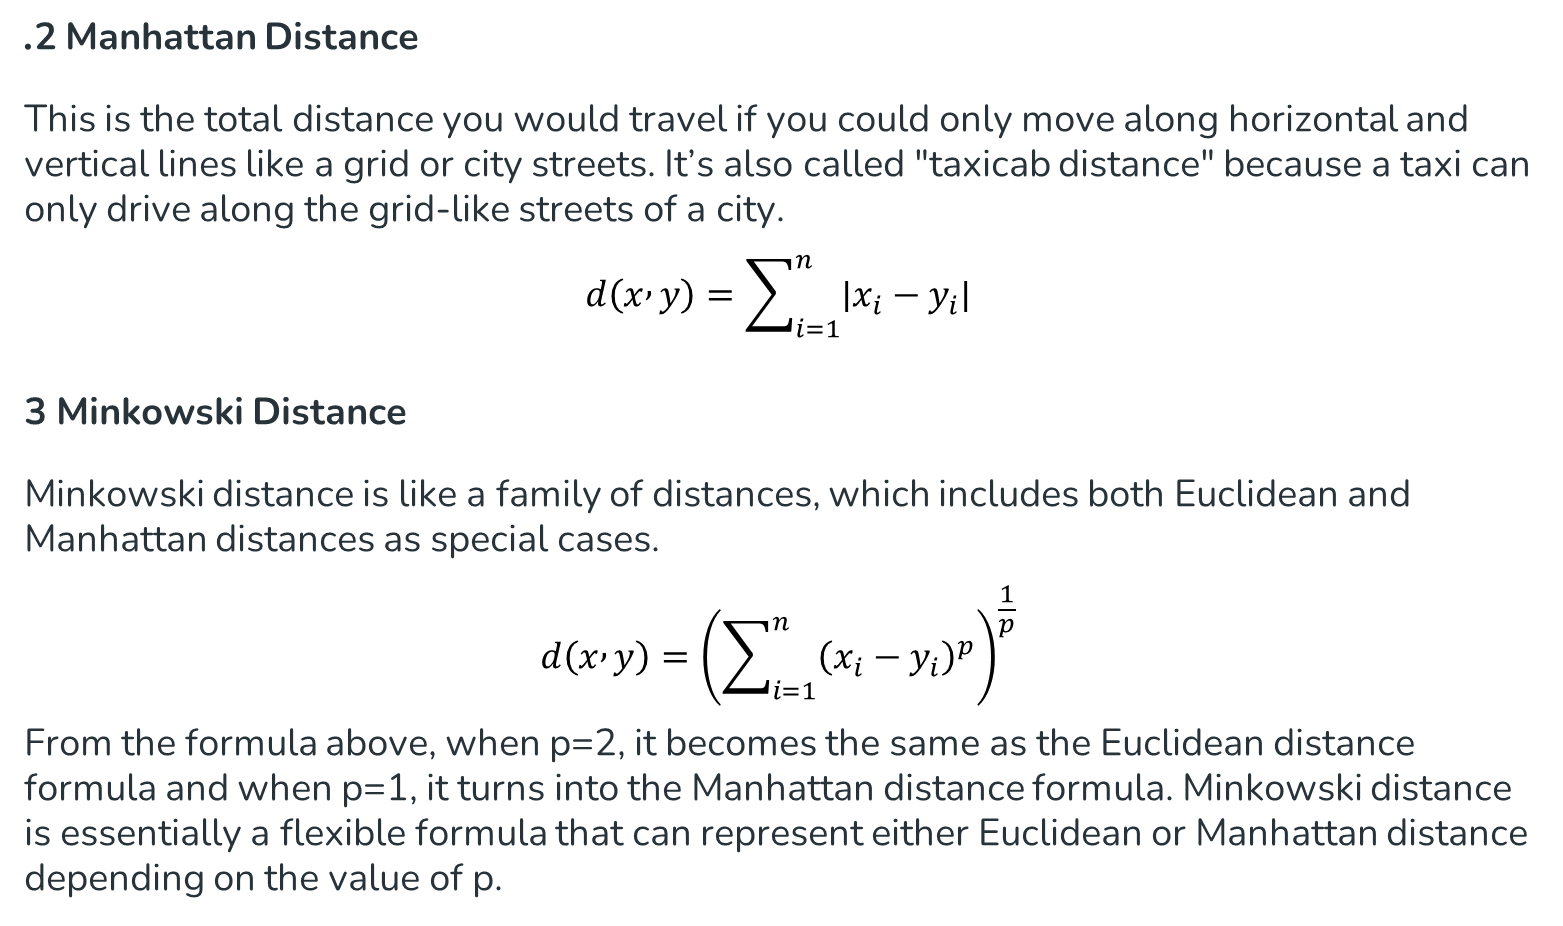 .2 Manhattan Distance
This is the total distance you would travel if you could only move along horizontal and
vertical lines like a grid or city streets. It’s also called "taxicab distance" because a taxi can
only drive along the grid-like streets of a city.
d(x,y) = ∑ⁿᵢ₌₁ |xᵢ − yᵢ|
3 Minkowski Distance
Minkowski distance is like a family of distances, which includes both Euclidean and
Manhattan distances as special cases.
d(x,y) = (∑ⁿᵢ₌₁ (xᵢ − yᵢ)ᵖ)^(1/p)
From the formula above, when p=2, it becomes the same as the Euclidean distance
formula and when p=1, it turns into the Manhattan distance formula. Minkowski distance
is essentially a flexible formula that can represent either Euclidean or Manhattan distance
depending on the value of p.